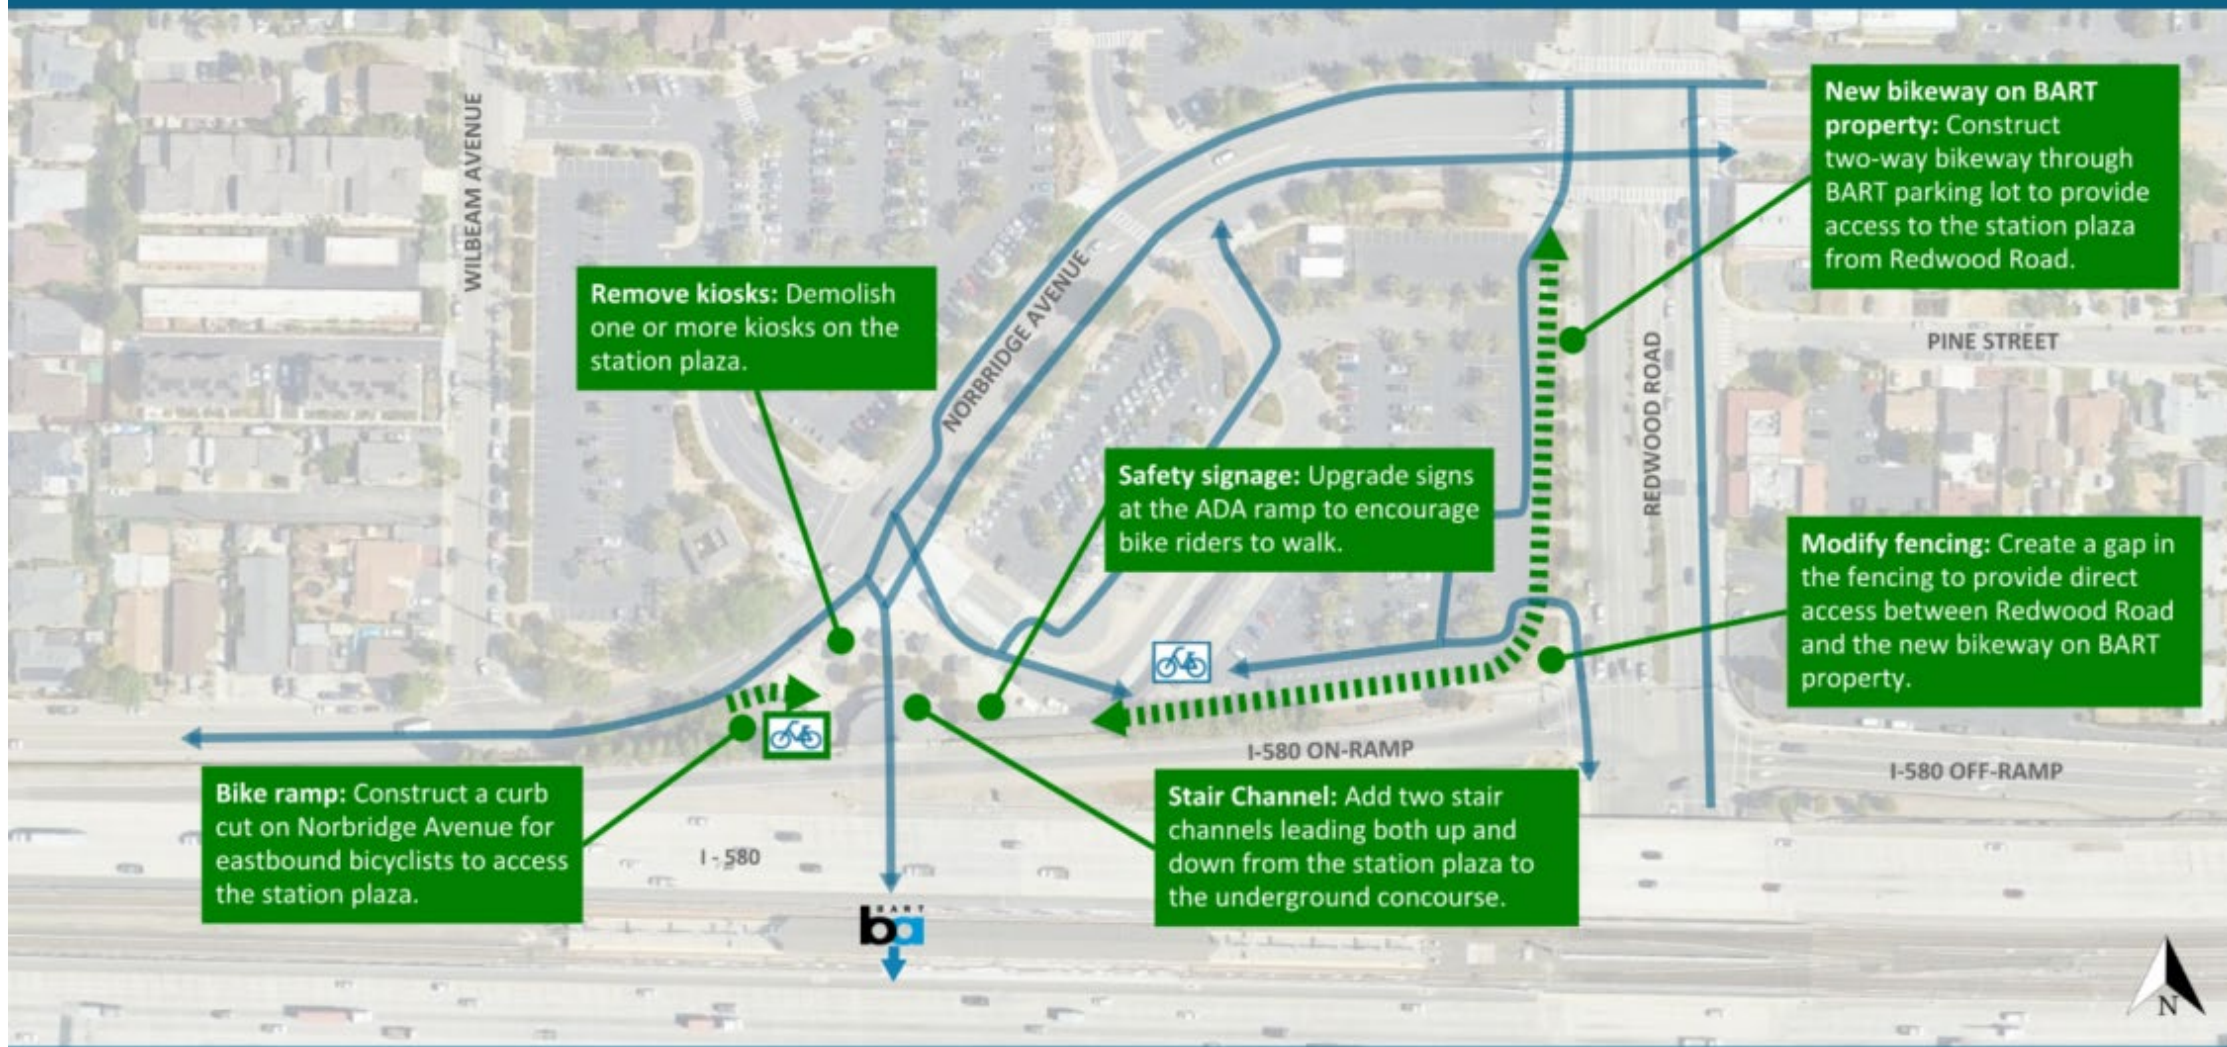 WILBEAM AVENUE
NORBRIDGE AVENUE
New bikeway on BART
property: Construct
two-way bikeway through
BART parking lot to provide
access to the station plaza
from Redwood Road.
Remove kiosks: Demolish
one or more kiosks on the
station plaza.
PINE STREET
REDWOOD ROAD
Safety signage: Upgrade signs
at the ADA ramp to encourage
bike riders to walk.
Modify fencing: Create a gap in
the fencing to provide direct
access between Redwood Road
and the new bikeway on BART
property.
I-580 ON-RAMP
I-580 OFF-RAMP
Bike ramp: Construct a curb
cut on Norbridge Avenue for
eastbound bicyclists to access
the station plaza.
Stair Channel: Add two stair
channels leading both up and
down from the station plaza to
the underground concourse.
I - 580
BART
ba
N